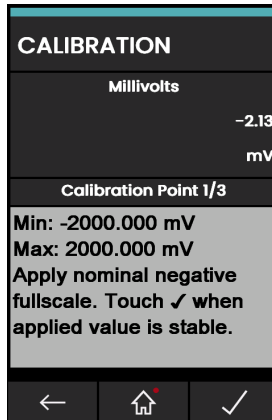 CALIBRATION
Millivolts
-2.13
mV
Calibration Point 1/3
Min: -2000.000 mV
Max: 2000.000 mV
Apply nominal negative
fullscale. Touch ✓ when
applied value is stable.